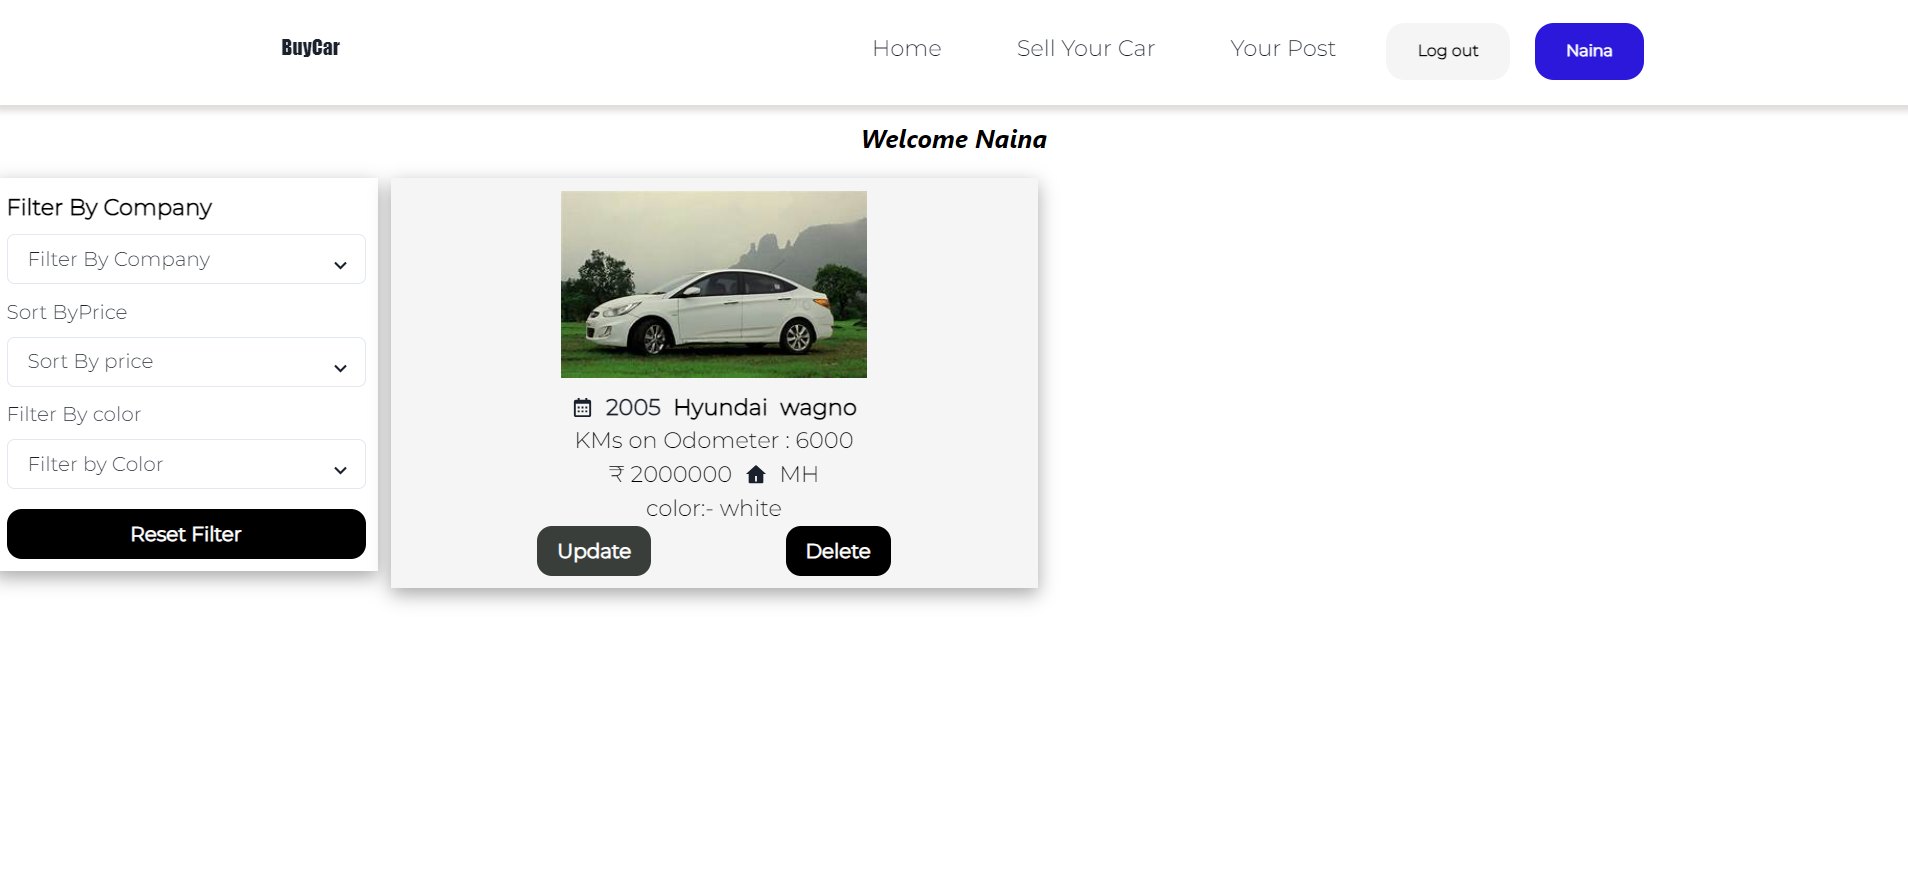 BuyCar Home Sell Your Car Your Post Log out Naina
Welcome Naina
Filter By Company
Filter By Company
Sort ByPrice
Sort By price
Filter By color
Filter by Color
Reset Filter
2005 Hyundai wagno
KMs on Odometer : 6000
₹ 2000000 MH
color:- white
Update Delete